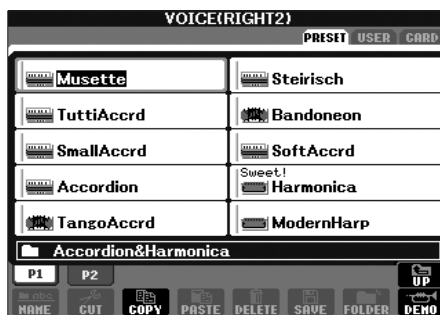 VOICE(RIGHT2)
PRESET USER CARD
Musette
Steirisch
TuttiAccrd
Bandoneon
SmallAccrd
SoftAccrd
Accordion
Sweet!
Harmonica
TangoAccrd
ModernHarp
Accordion&Harmonica
P1 P2
UP
abc
NAME CUT COPY PASTE DELETE SAVE FOLDER DEMO